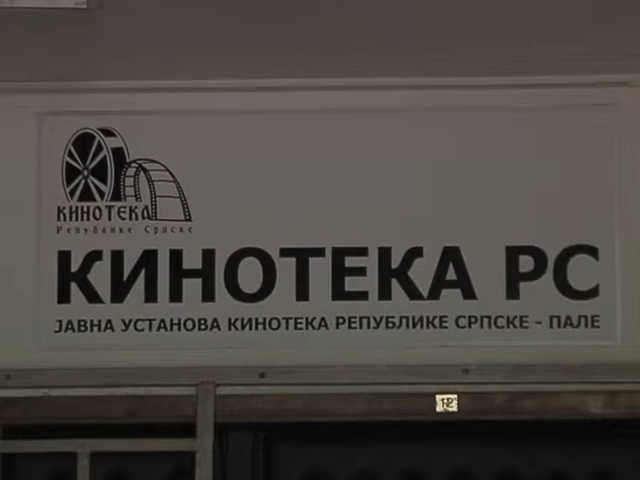 КИНОТЕКА
Републике Српске
КИНОТЕКА РС
ЈАВНА УСТАНОВА КИНОТЕКА РЕПУБЛИКЕ СРПСКЕ - ПАЛЕ